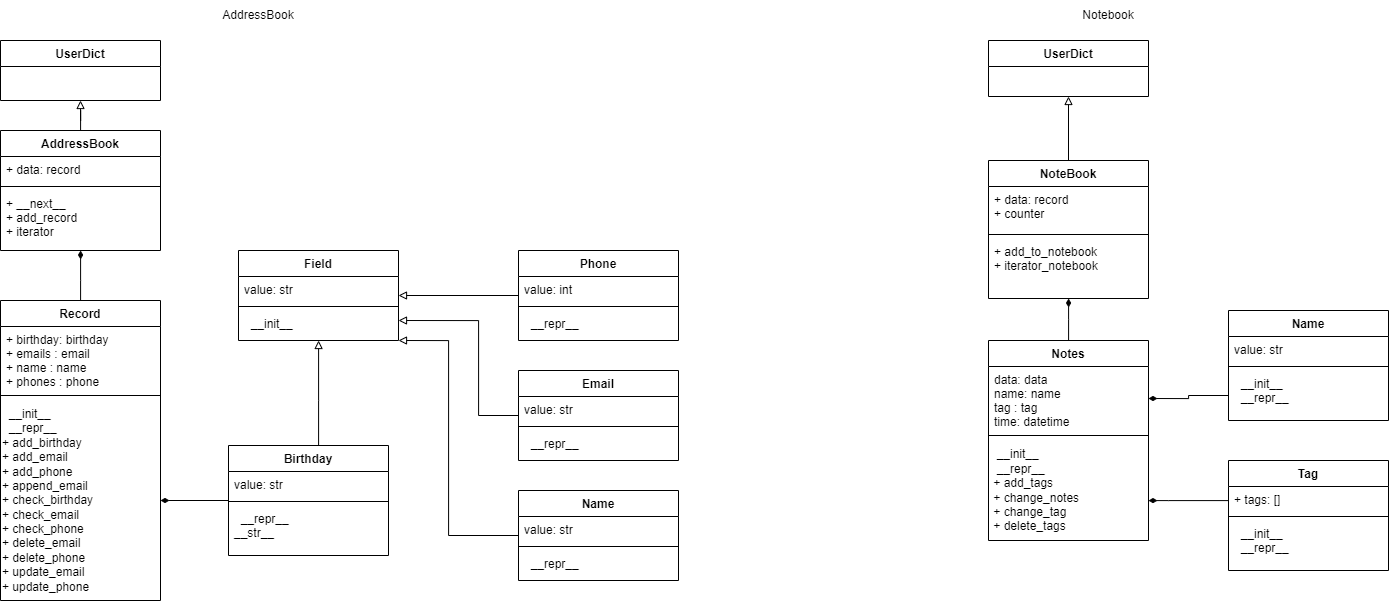 AddressBook
UserDict
AddressBook
+ data: record
+ __next__
+ add_record
+ iterator
Record
+ birthday: birthday
+ emails : email
+ name : name
+ phones : phone
__init__
__repr__
+ add_birthday
+ add_email
+ add_phone
+ append_email
+ check_birthday
+ check_email
+ check_phone
+ delete_email
+ delete_phone
+ update_email
+ update_phone
Field
value: str
__init__
Birthday
value: str
__repr__
__str__
Phone
value: int
__repr__
Email
value: str
__repr__
Name
value: str
__repr__
Notebook
UserDict
NoteBook
+ data: record
+ counter
+ add_to_notebook
+ iterator_notebook
Notes
data: data
name: name
tag : tag
time: datetime
__init__
__repr__
+ add_tags
+ change_notes
+ change_tag
+ delete_tags
Name
value: str
__init__
__repr__
Tag
+ tags: []
__init__
__repr__